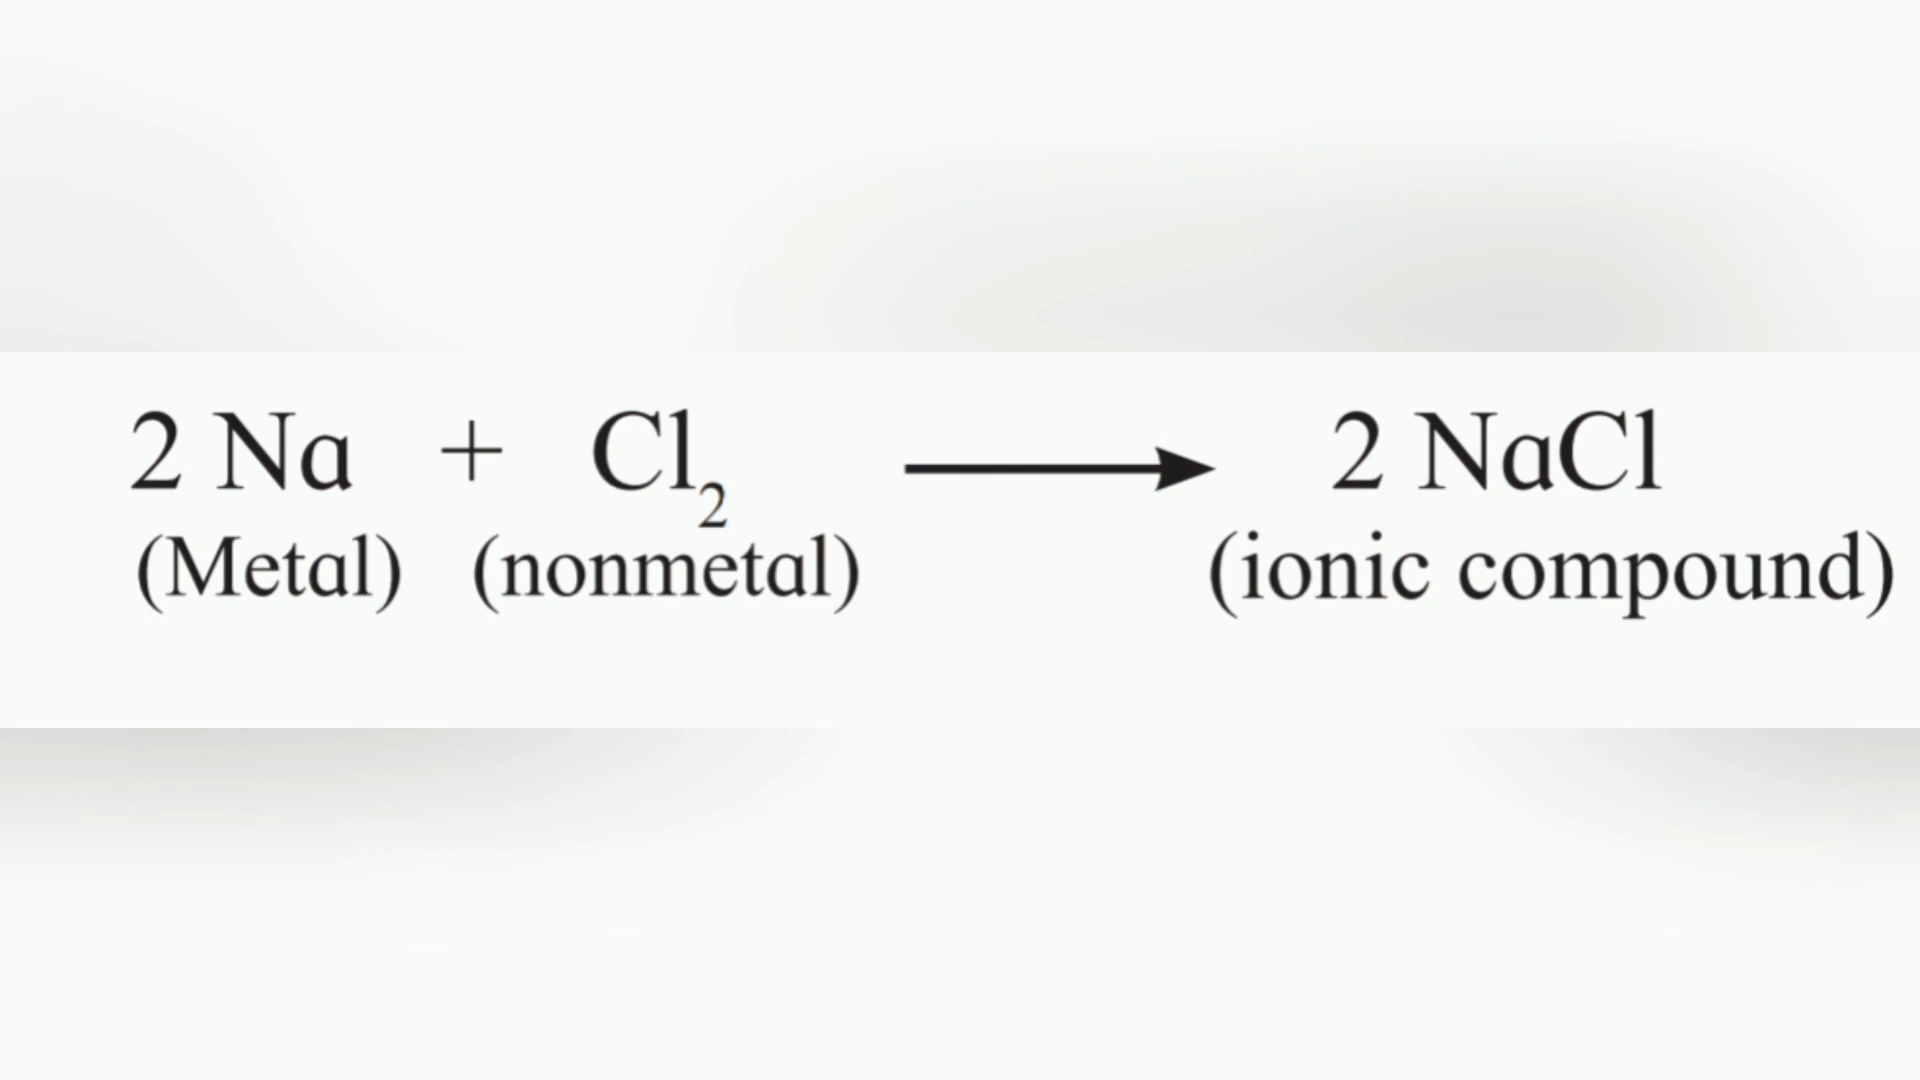 2 Na + Cl₂ ⟶ 2 NaCl
(Metal) (nonmetal) (ionic compound)